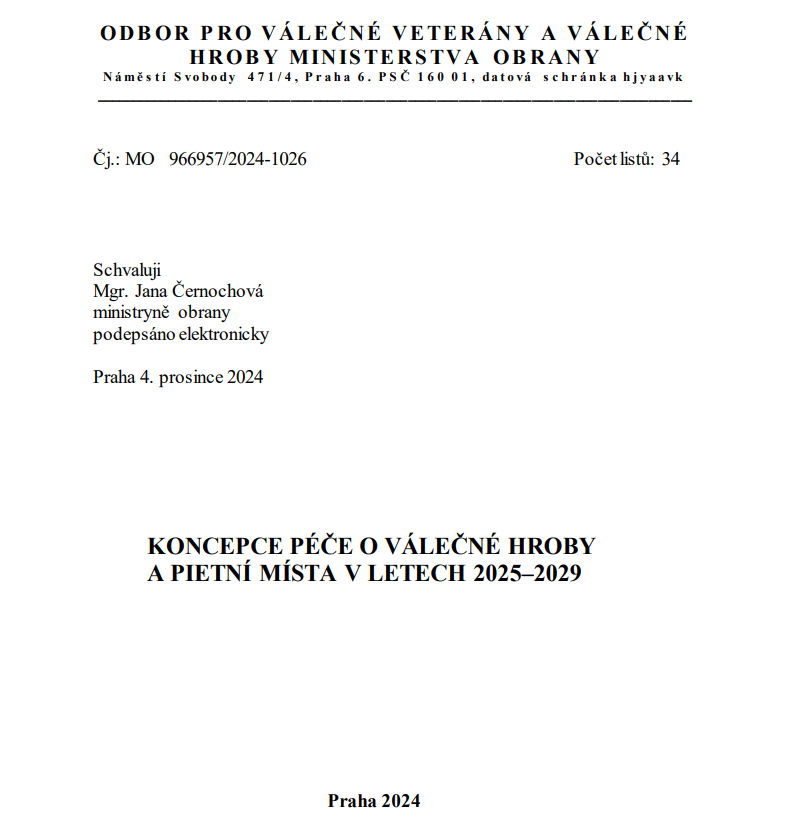 ODBOR PRO VÁLEČNÉ VETERÁNY A VÁLEČNÉ
HROBY MINISTERSTVA OBRANY
Náměstí Svobody 471/4, Praha 6. PSČ 160 01, datová schránka hjyaavk
Čj.: MO 966957/2024-1026 Počet listů: 34
Schvaluji
Mgr. Jana Černochová
ministryně obrany
podepsáno elektronicky
Praha 4. prosince 2024
KONCEPCE PÉČE O VÁLEČNÉ HROBY
A PIETNÍ MÍSTA V LETECH 2025–2029
Praha 2024